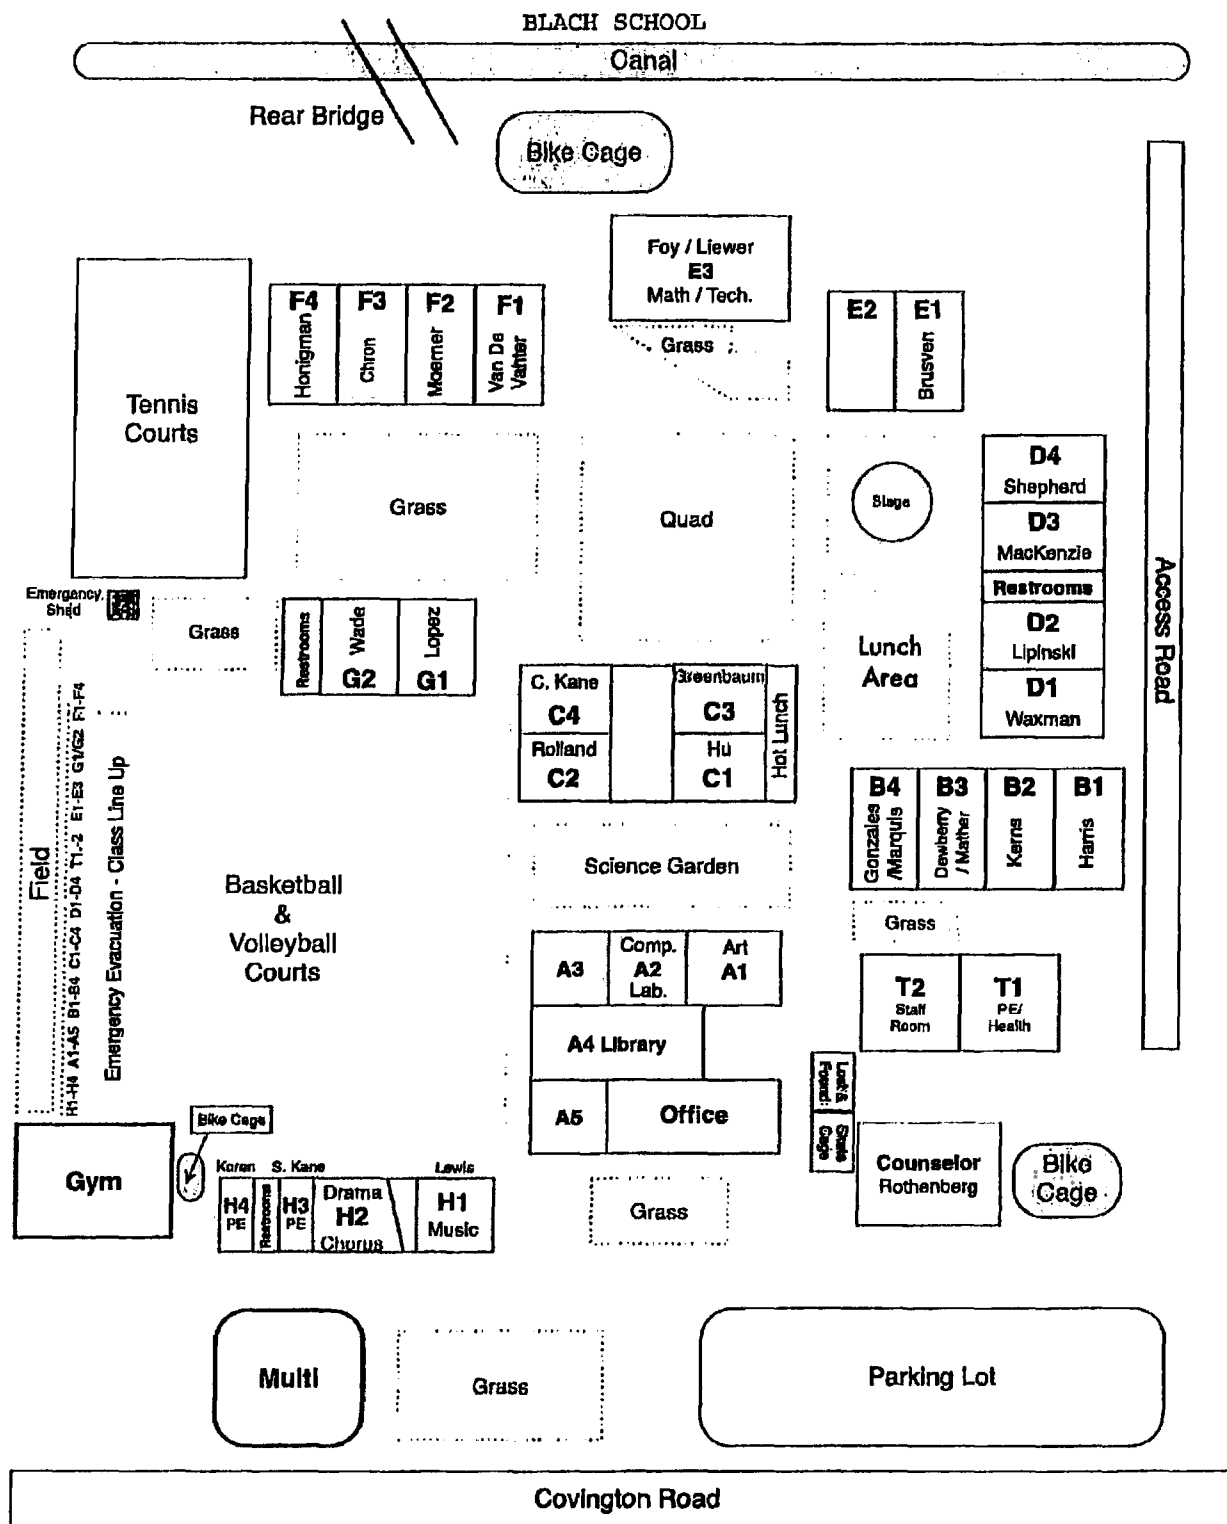 BLACH SCHOOL
Canal
Rear Bridge
Bike Cage
Foy / Liewer
E3
Math / Tech.
Grass
F4
Honigman
F3
Chron
F2
Moerner
F1
Van De
Vahter
E2
E1
Brusven
Tennis
Courts
Grass
Quad
Stage
D4
Shepherd
D3
MacKenzie
Restrooms
D2
Lipinski
D1
Waxman
Access Road
Emergency
Shed
Grass
Restrooms
Wade
G2
Lopez
G1
Lunch
Area
C. Kane
C4
Rolland
C2
Greenbaum
C3
Hu
C1
Hot Lunch
B4
Gonzales
/Marquis
B3
Dewberry
/ Mather
B2
Kerns
B1
Harris
Field
H1-H4 A1-A5 B1-B4 C1-C4 D1-D4 T1-2 E1-E3 G1/G2 F1-F4
Emergency Evacuation - Class Line Up
Basketball
&
Volleyball
Courts
Science Garden
Grass
A3
Comp.
A2
Lab.
Art
A1
A4 Library
A5
Office
T2
Staff
Room
T1
PE/
Health
Lost &
Found
Skate
Cage
Counselor
Rothenberg
Bike
Cage
Gym
Bike Cage
Koren
H4
PE
Restrooms
S. Kane
H3
PE
Drama
H2
Chorus
Lewis
H1
Music
Grass
Multi
Grass
Parking Lot
Covington Road